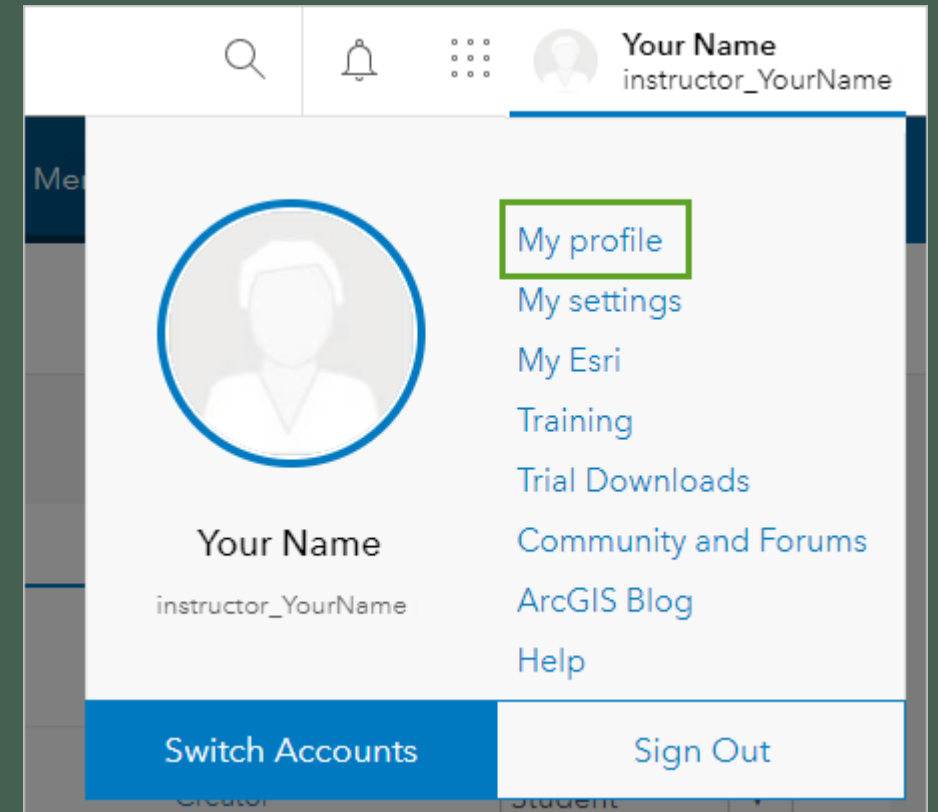 Your Name
instructor_YourName
My profile
My settings
My Esri
Training
Trial Downloads
Community and Forums
ArcGIS Blog
Help
Your Name
instructor_YourName
Switch Accounts
Sign Out